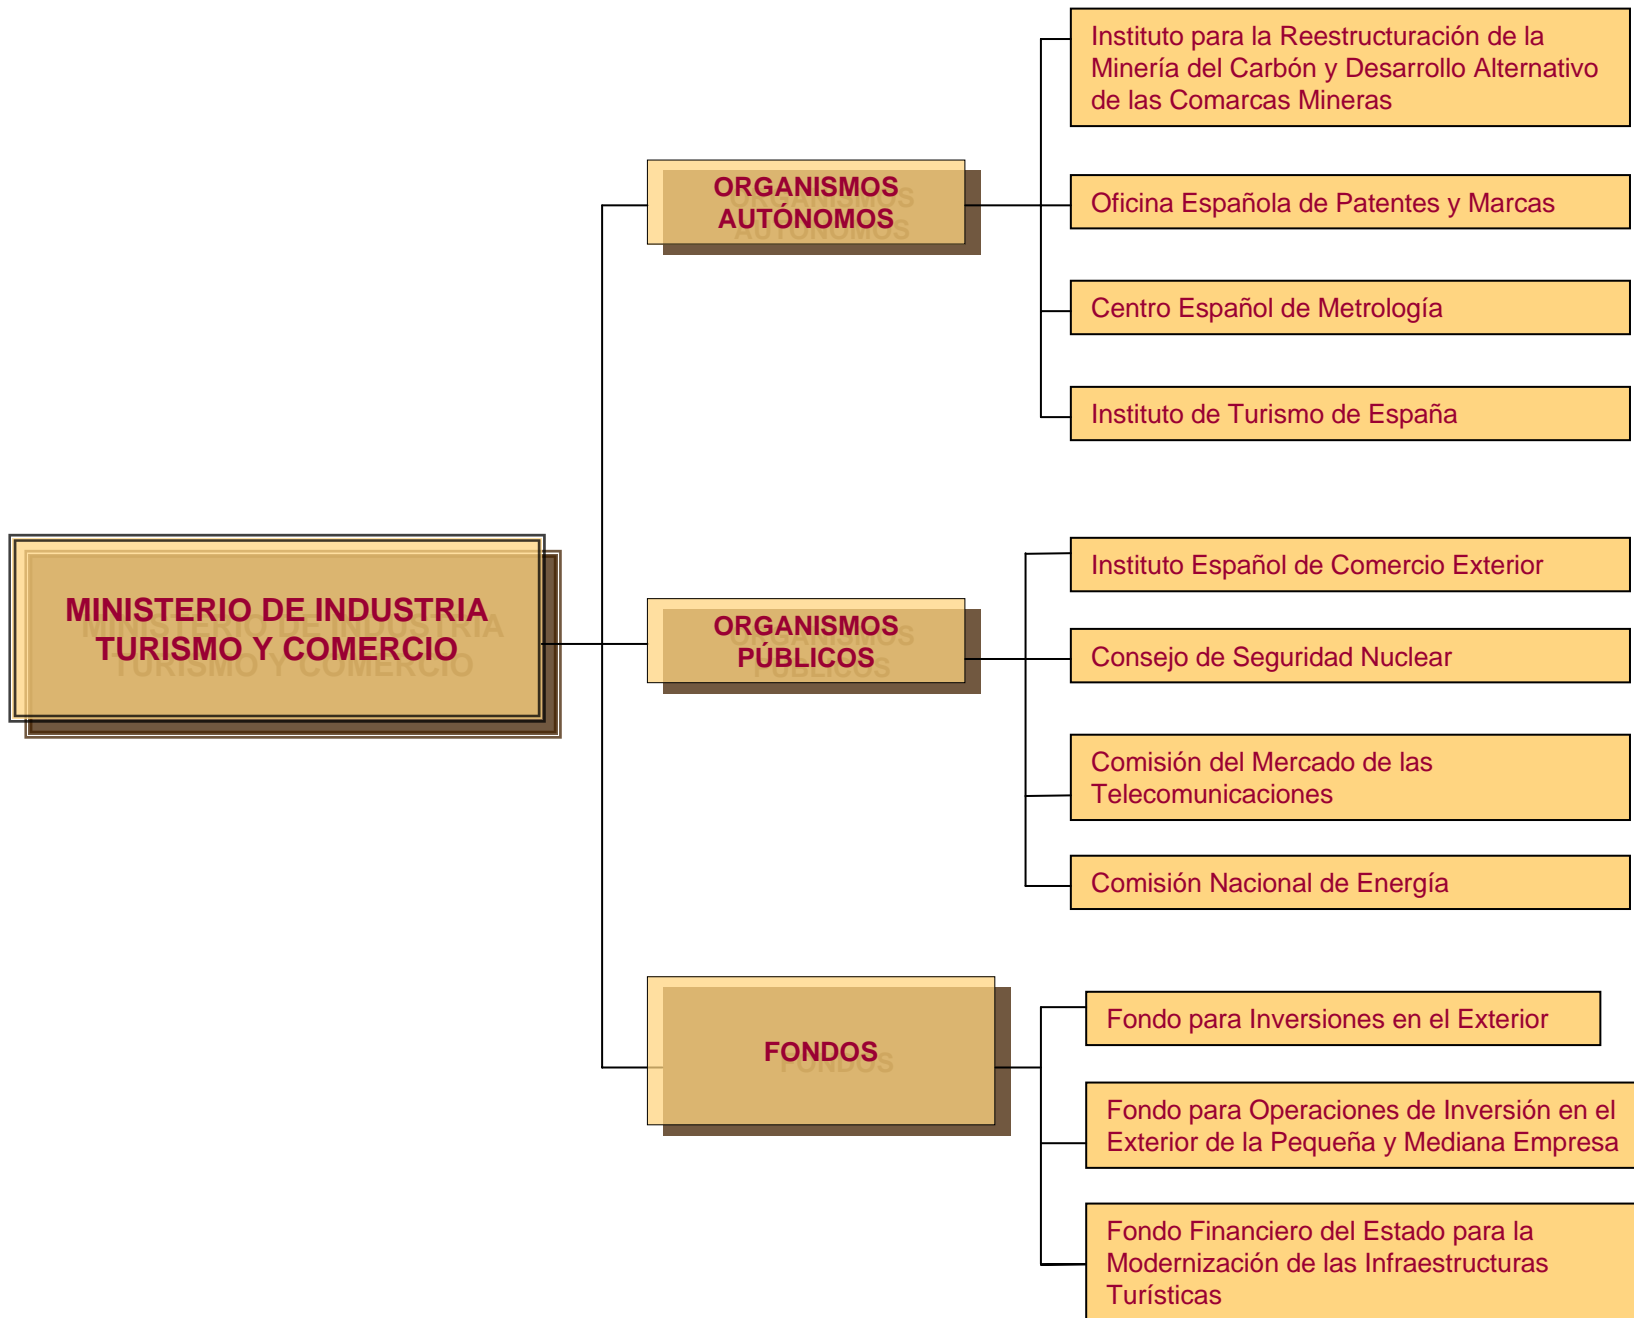 MINISTERIO DE INDUSTRIA
TURISMO Y COMERCIO
ORGANISMOS
AUTÓNOMOS
Instituto para la Reestructuración de la
Minería del Carbón y Desarrollo Alternativo
de las Comarcas Mineras
Oficina Española de Patentes y Marcas
Centro Español de Metrología
Instituto de Turismo de España
ORGANISMOS
PÚBLICOS
Instituto Español de Comercio Exterior
Consejo de Seguridad Nuclear
Comisión del Mercado de las
Telecomunicaciones
Comisión Nacional de Energía
FONDOS
Fondo para Inversiones en el Exterior
Fondo para Operaciones de Inversión en el
Exterior de la Pequeña y Mediana Empresa
Fondo Financiero del Estado para la
Modernización de las Infraestructuras
Turísticas